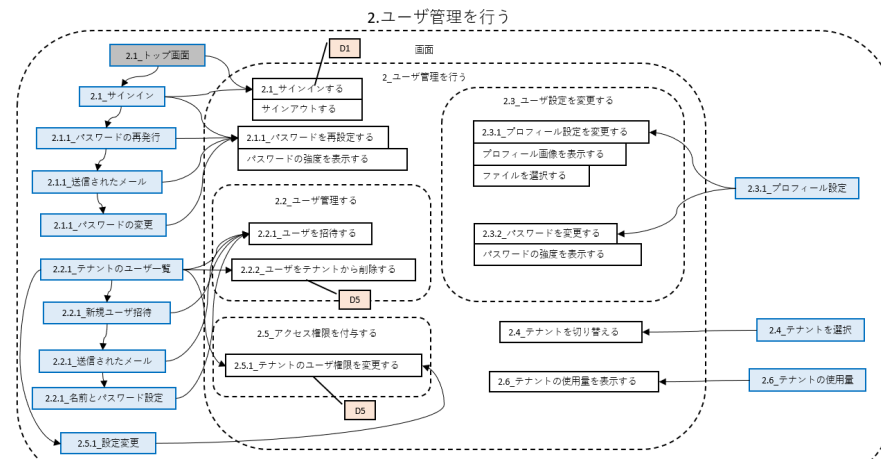 2.ユーザ管理を行う
画面
D1
2.1_トップ画面
2.1_サインイン
2.1.1_パスワードの再発行
2.1.1_送信されたメール
2.1.1_パスワードの変更
2.2.1_テナントのユーザ一覧
2.2.1_新規ユーザ招待
2.2.1_送信されたメール
2.2.1_名前とパスワード設定
2.5.1_設定変更
2_ユーザ管理を行う
2.1_サインインする
サインアウトする
2.1.1_パスワードを再設定する
パスワードの強度を表示する
2.2_ユーザ管理する
2.2.1_ユーザを招待する
2.2.2_ユーザをテナントから削除する
D5
2.5_アクセス権限を付与する
2.5.1_テナントのユーザ権限を変更する
D5
2.3_ユーザ設定を変更する
2.3.1_プロフィール設定を変更する
プロフィール画像を表示する
ファイルを選択する
2.3.2_パスワードを変更する
パスワードの強度を表示する
2.4_テナントを切り替える
2.6_テナントの使用量を表示する
2.3.1_プロフィール設定
2.4_テナントを選択
2.6_テナントの使用量